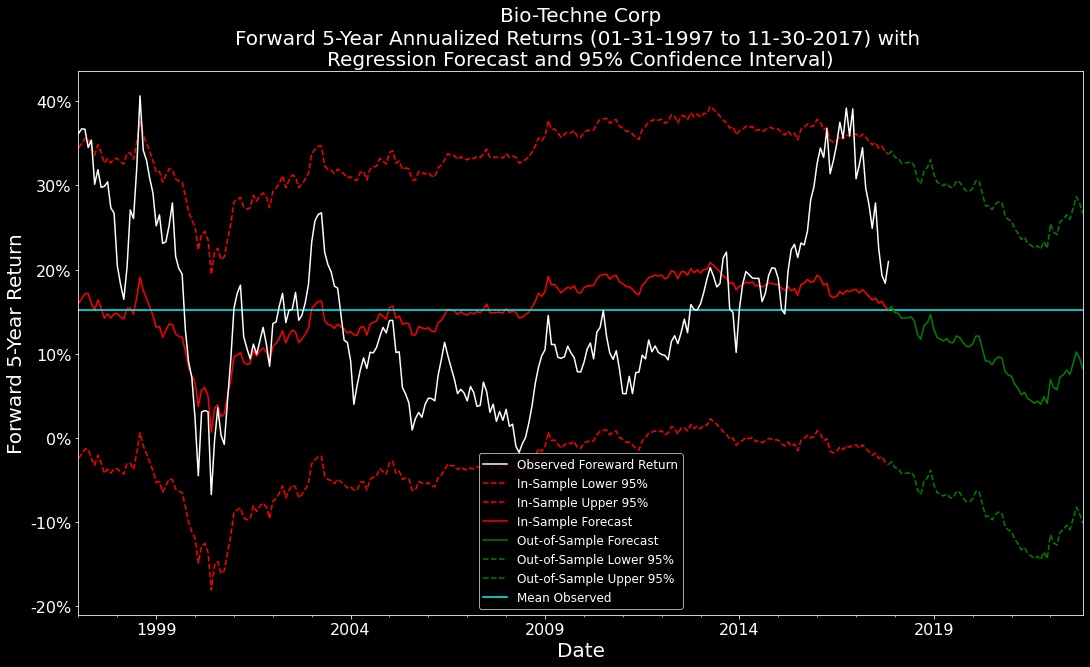 Bio-Techne Corp
Forward 5-Year Annualized Returns (01-31-1997 to 11-30-2017) with
Regression Forecast and 95% Confidence Interval)
Forward 5-Year Return
40%
30%
20%
10%
0%
-10%
-20%
Observed Foreward Return
In-Sample Lower 95%
In-Sample Upper 95%
In-Sample Forecast
Out-of-Sample Forecast
Out-of-Sample Lower 95%
Out-of-Sample Upper 95%
Mean Observed
1999 2004 2009 2014 2019
Date